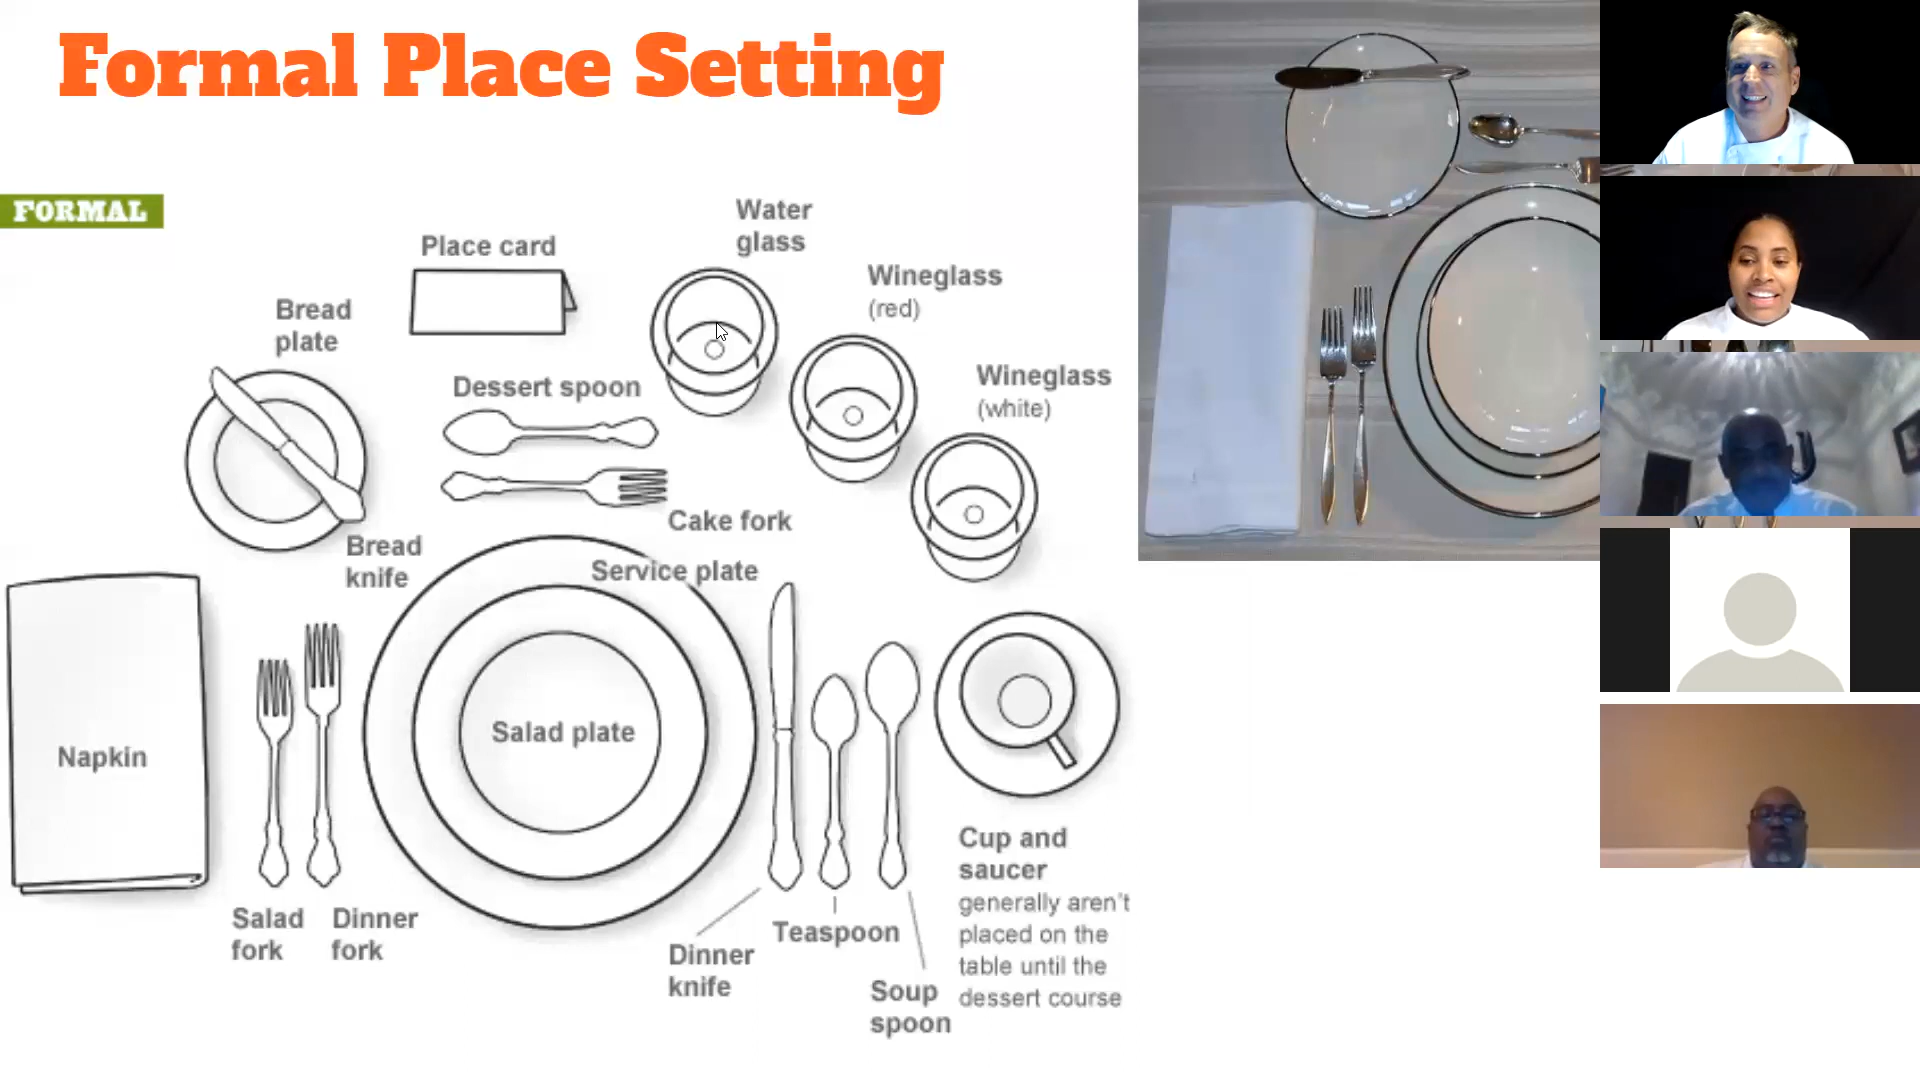 Formal Place Setting
FORMAL
Water
glass
Place card
Wineglass
(red)
Bread
plate
Wineglass
(white)
Dessert spoon
Cake fork
Bread
knife
Service plate
Salad plate
Napkin
Cup and
saucer
generally aren't
placed on the
table until the
dessert course
Salad
fork
Dinner
fork
Teaspoon
Dinner
knife
Soup
spoon